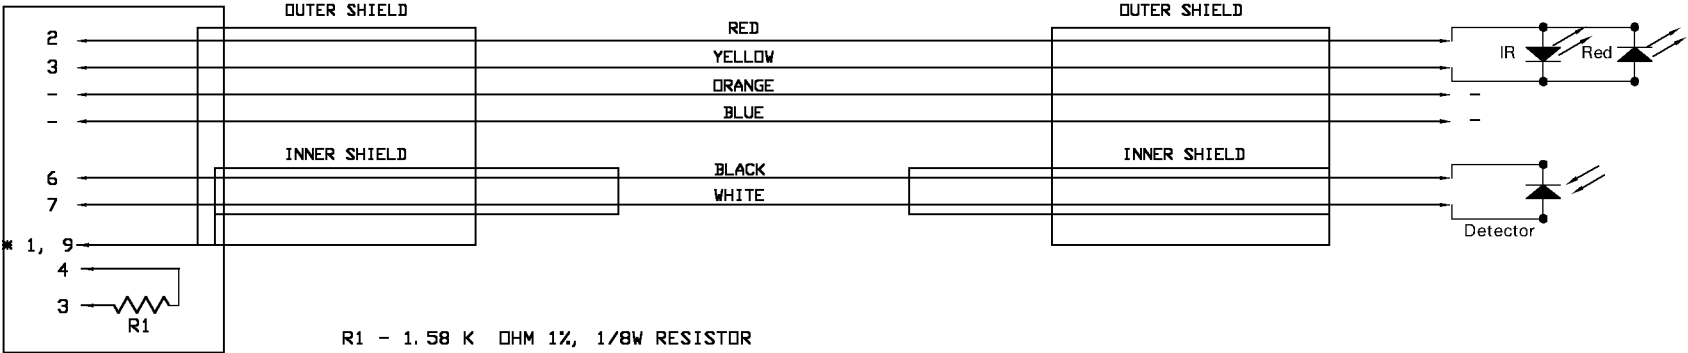 OUTER SHIELD OUTER SHIELD
2 RED IR Red
3 YELLOW
- ORANGE -
- BLUE -
INNER SHIELD INNER SHIELD
6 BLACK
7 WHITE
Detector
* 1, 9
4
3
R1
R1 - 1.58 K OHM 1%, 1/8W RESISTOR